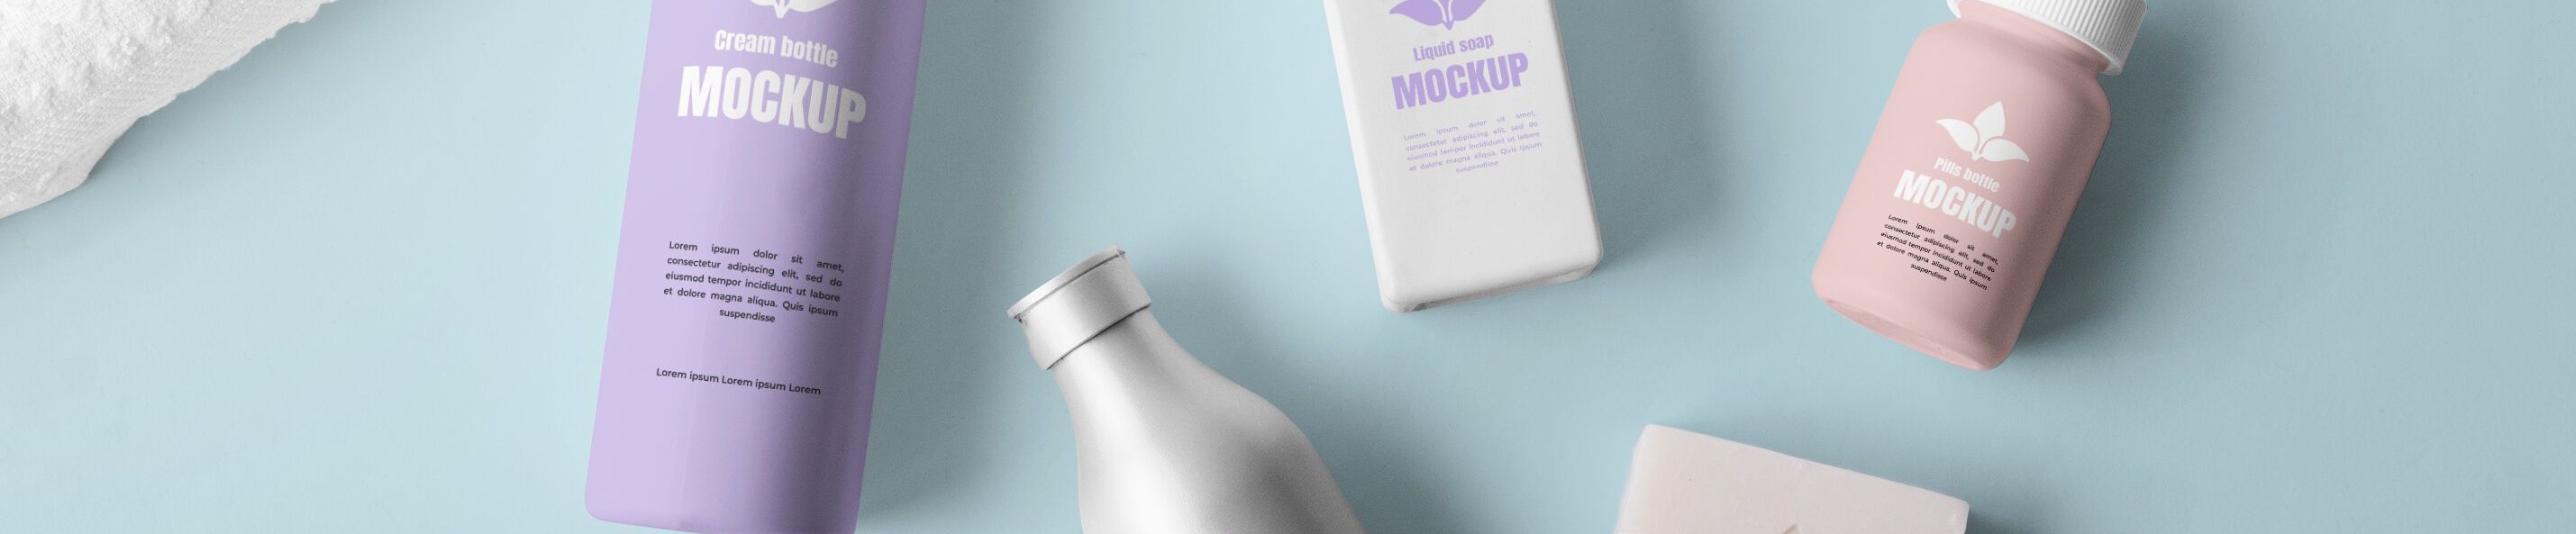 Cream bottle
MOCKUP
Lorem ipsum dolor sit amet,
consectetur adipiscing elit, sed do
eiusmod tempor incididunt ut labore
et dolore magna aliqua. Quis ipsum
suspendisse
Lorem ipsum Lorem ipsum Lorem
Liquid soap
MOCKUP
Lorem ipsum dolor sit amet,
consectetur adipiscing elit, sed do
eiusmod tempor incididunt ut labore
et dolore magna aliqua. Quis ipsum
suspendisse
Pills bottle
MOCKUP
Lorem ipsum dolor sit amet,
consectetur adipiscing elit, sed do
eiusmod tempor incididunt ut labore
et dolore magna aliqua. Quis ipsum
suspendisse